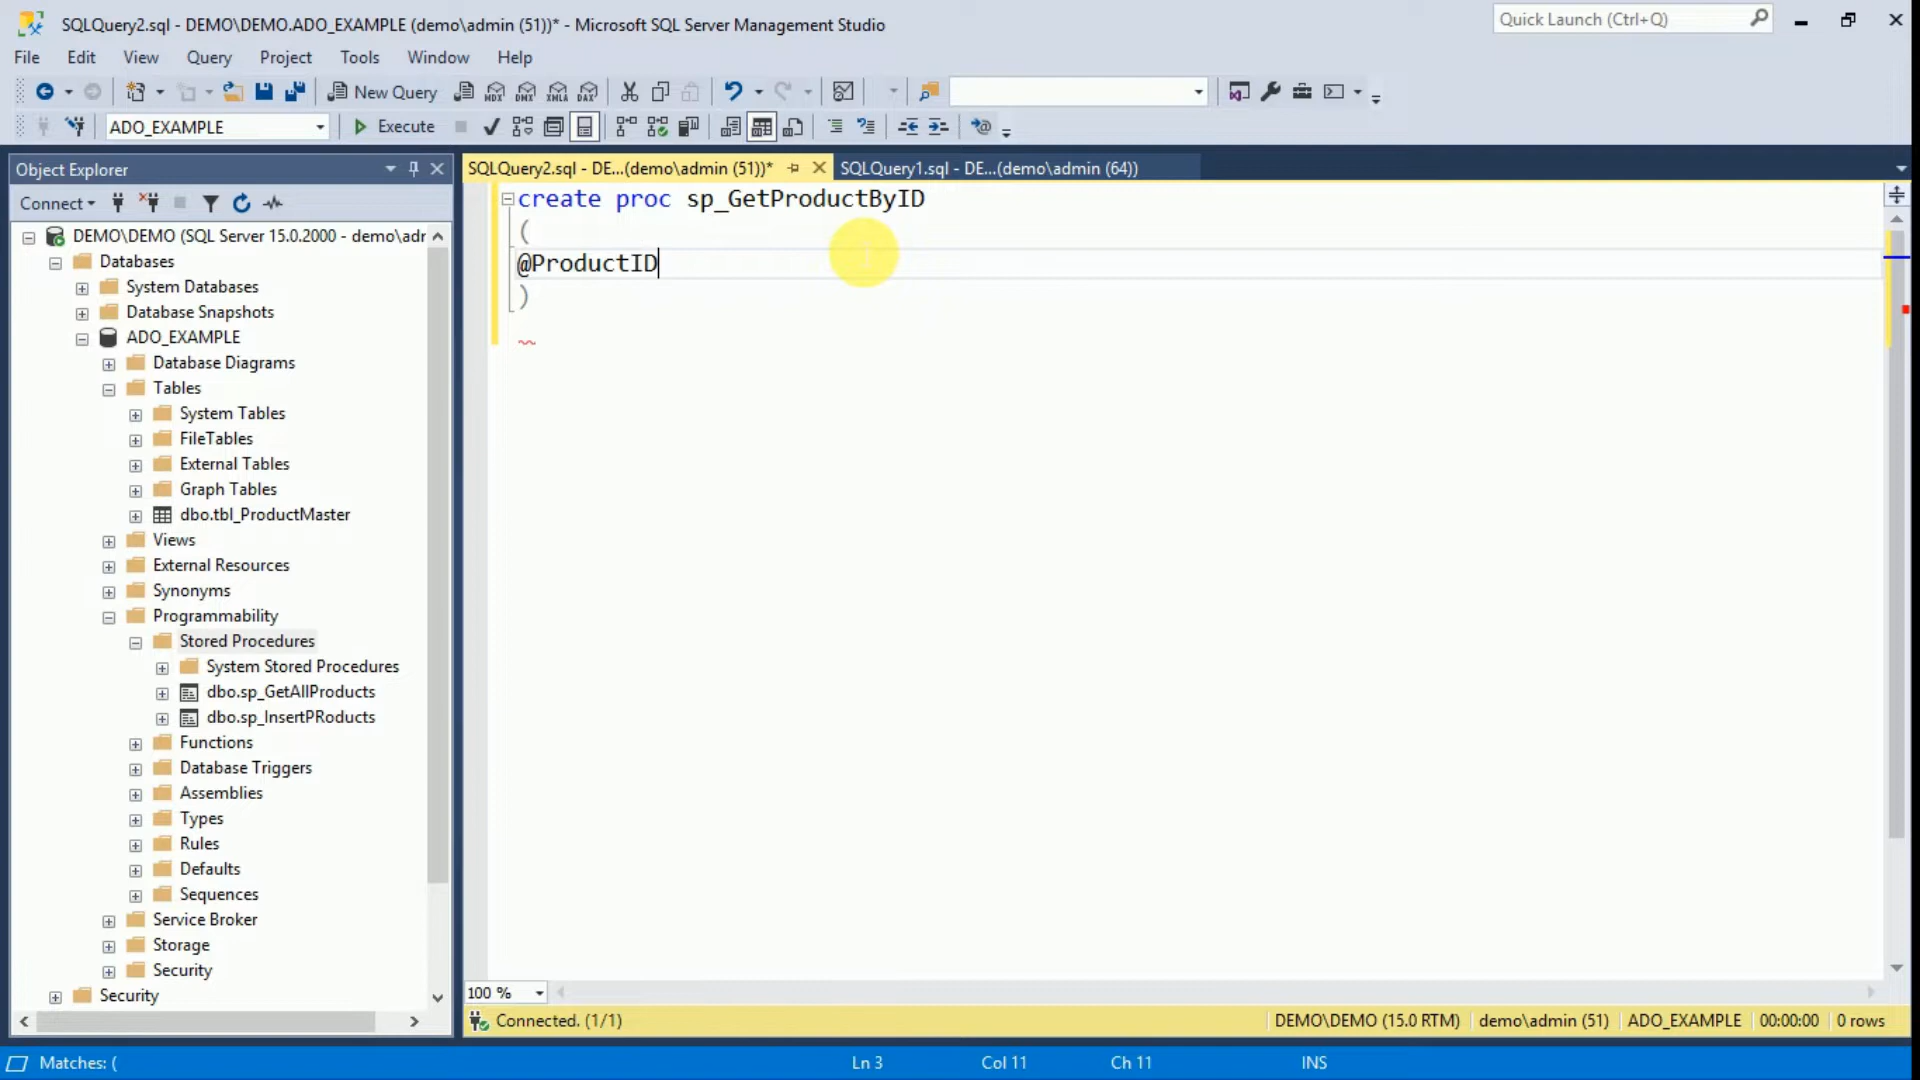 SQLQuery2.sql - DEMO\DEMO.ADO_EXAMPLE (demo\admin (51))* - Microsoft SQL Server Management Studio
Quick Launch (Ctrl+Q)
File Edit View Query Project Tools Window Help
New Query MDX DMX XMLA DAX
ADO_EXAMPLE Execute
Object Explorer
Connect
DEMO\DEMO (SQL Server 15.0.2000 - demo\adr
Databases
System Databases
Database Snapshots
ADO_EXAMPLE
Database Diagrams
Tables
System Tables
FileTables
External Tables
Graph Tables
dbo.tbl_ProductMaster
Views
External Resources
Synonyms
Programmability
Stored Procedures
System Stored Procedures
dbo.sp_GetAllProducts
dbo.sp_InsertPRoducts
Functions
Database Triggers
Assemblies
Types
Rules
Defaults
Sequences
Service Broker
Storage
Security
Security
SQLQuery2.sql - DE...(demo\admin (51))* SQLQuery1.sql - DE...(demo\admin (64))
create proc sp_GetProductByID
(
@ProductID
)
100 %
Connected. (1/1) DEMO\DEMO (15.0 RTM) demo\admin (51) ADO_EXAMPLE 00:00:00 0 rows
Matches: ( Ln 3 Col 11 Ch 11 INS